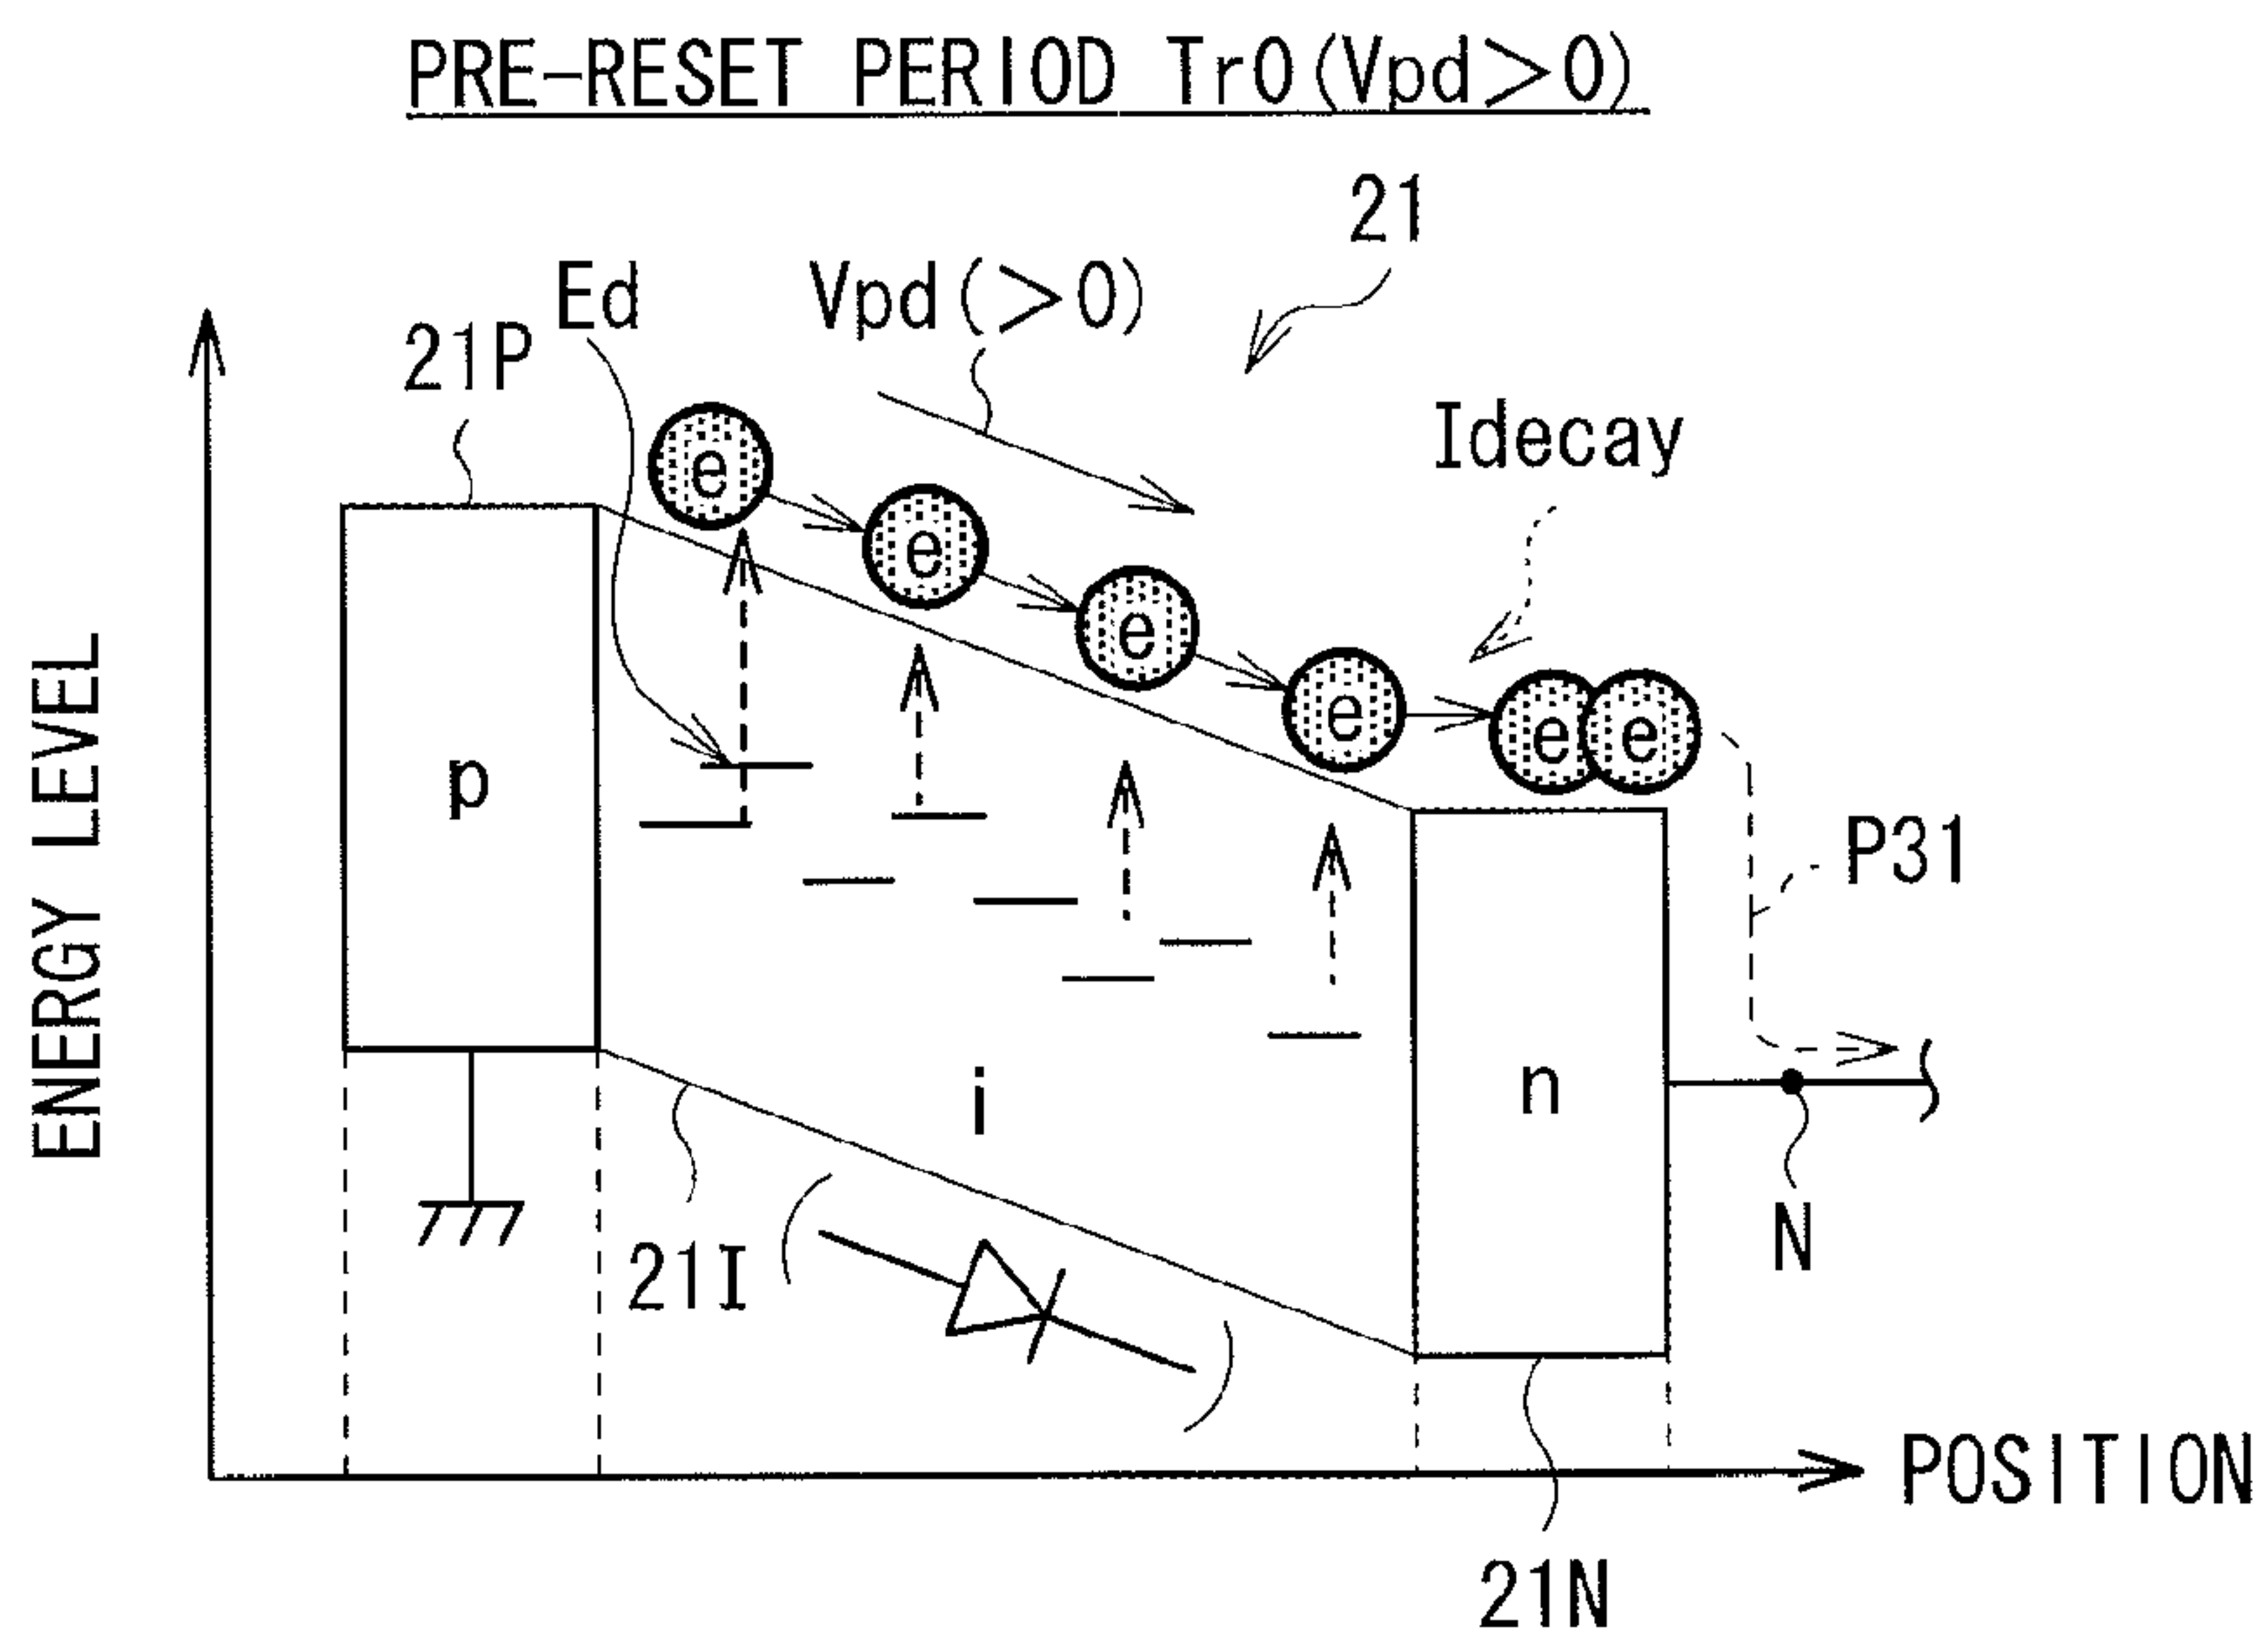 PRE-RESET PERIOD Tr0(Vpd>0)
21
Ed
Vpd(>0)
21P
Idecay
e
e
e
e
e
e
p
P31
ENERGY LEVEL
i
n
N
21I
POSITION
21N